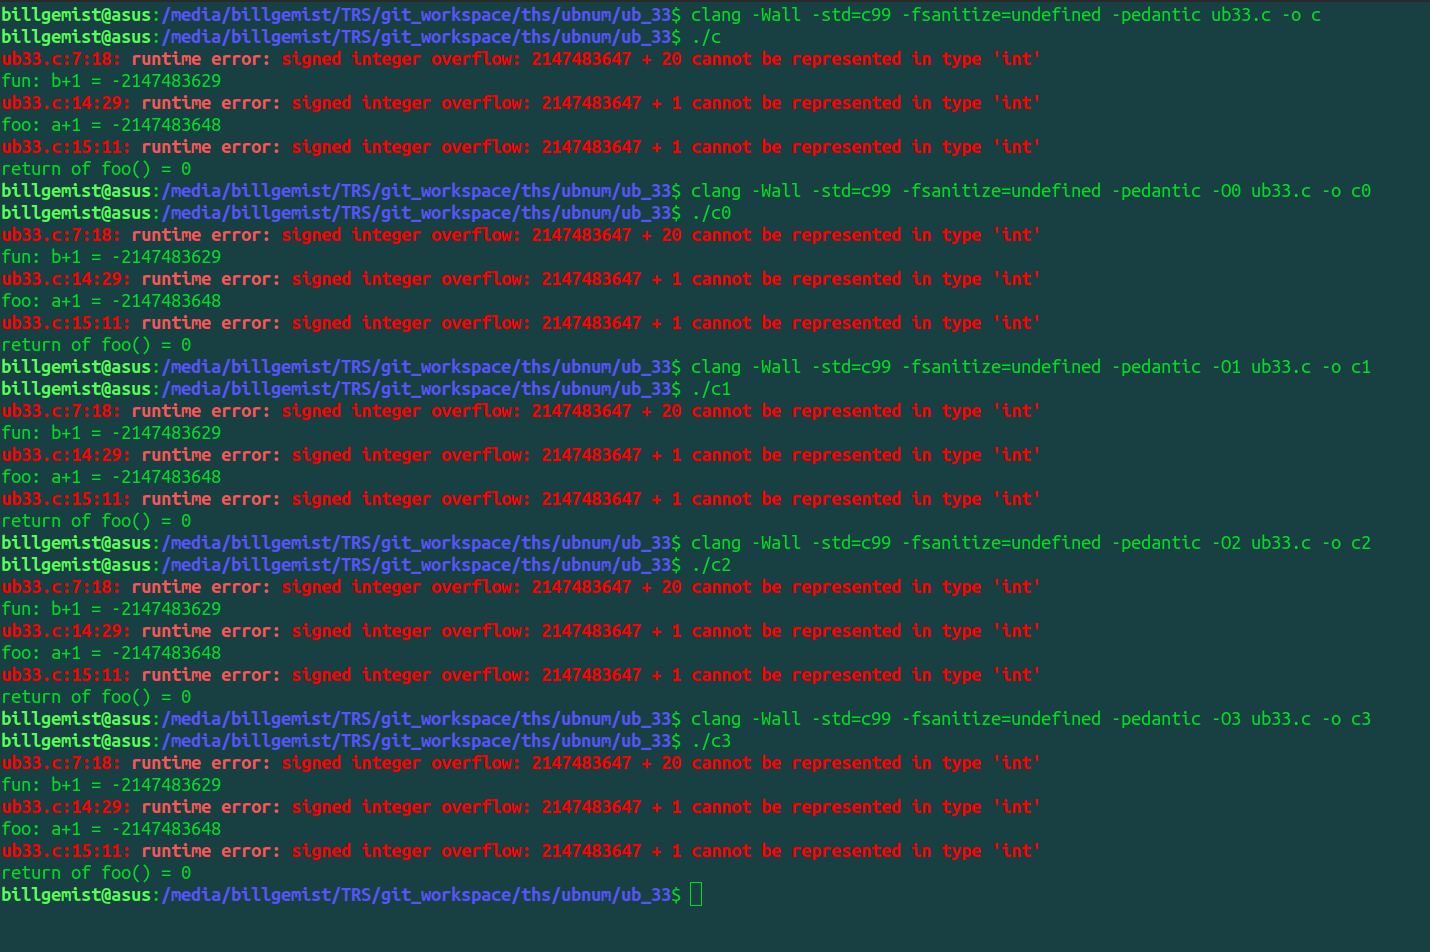 billgemist@asus:/media/billgemist/TRS/git_workspace/ths/ubnum/ub_33$ clang -Wall -std=c99 -fsanitize=undefined -pedantic ub33.c -o c
billgemist@asus:/media/billgemist/TRS/git_workspace/ths/ubnum/ub_33$ ./c
ub33.c:7:18: runtime error: signed integer overflow: 2147483647 + 20 cannot be represented in type 'int'
fun: b+1 = -2147483629
ub33.c:14:29: runtime error: signed integer overflow: 2147483647 + 1 cannot be represented in type 'int'
foo: a+1 = -2147483648
ub33.c:15:11: runtime error: signed integer overflow: 2147483647 + 1 cannot be represented in type 'int'
return of foo() = 0
billgemist@asus:/media/billgemist/TRS/git_workspace/ths/ubnum/ub_33$ clang -Wall -std=c99 -fsanitize=undefined -pedantic -O0 ub33.c -o c0
billgemist@asus:/media/billgemist/TRS/git_workspace/ths/ubnum/ub_33$ ./c0
ub33.c:7:18: runtime error: signed integer overflow: 2147483647 + 20 cannot be represented in type 'int'
fun: b+1 = -2147483629
ub33.c:14:29: runtime error: signed integer overflow: 2147483647 + 1 cannot be represented in type 'int'
foo: a+1 = -2147483648
ub33.c:15:11: runtime error: signed integer overflow: 2147483647 + 1 cannot be represented in type 'int'
return of foo() = 0
billgemist@asus:/media/billgemist/TRS/git_workspace/ths/ubnum/ub_33$ clang -Wall -std=c99 -fsanitize=undefined -pedantic -O1 ub33.c -o c1
billgemist@asus:/media/billgemist/TRS/git_workspace/ths/ubnum/ub_33$ ./c1
ub33.c:7:18: runtime error: signed integer overflow: 2147483647 + 20 cannot be represented in type 'int'
fun: b+1 = -2147483629
ub33.c:14:29: runtime error: signed integer overflow: 2147483647 + 1 cannot be represented in type 'int'
foo: a+1 = -2147483648
ub33.c:15:11: runtime error: signed integer overflow: 2147483647 + 1 cannot be represented in type 'int'
return of foo() = 0
billgemist@asus:/media/billgemist/TRS/git_workspace/ths/ubnum/ub_33$ clang -Wall -std=c99 -fsanitize=undefined -pedantic -O2 ub33.c -o c2
billgemist@asus:/media/billgemist/TRS/git_workspace/ths/ubnum/ub_33$ ./c2
ub33.c:7:18: runtime error: signed integer overflow: 2147483647 + 20 cannot be represented in type 'int'
fun: b+1 = -2147483629
ub33.c:14:29: runtime error: signed integer overflow: 2147483647 + 1 cannot be represented in type 'int'
foo: a+1 = -2147483648
ub33.c:15:11: runtime error: signed integer overflow: 2147483647 + 1 cannot be represented in type 'int'
return of foo() = 0
billgemist@asus:/media/billgemist/TRS/git_workspace/ths/ubnum/ub_33$ clang -Wall -std=c99 -fsanitize=undefined -pedantic -O3 ub33.c -o c3
billgemist@asus:/media/billgemist/TRS/git_workspace/ths/ubnum/ub_33$ ./c3
ub33.c:7:18: runtime error: signed integer overflow: 2147483647 + 20 cannot be represented in type 'int'
fun: b+1 = -2147483629
ub33.c:14:29: runtime error: signed integer overflow: 2147483647 + 1 cannot be represented in type 'int'
foo: a+1 = -2147483648
ub33.c:15:11: runtime error: signed integer overflow: 2147483647 + 1 cannot be represented in type 'int'
return of foo() = 0
billgemist@asus:/media/billgemist/TRS/git_workspace/ths/ubnum/ub_33$